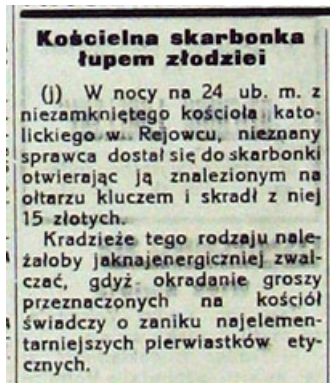 Kościelna skarbonka
łupem złodziei
(j) W nocy na 24 ub. m. z
niezamkniętego kościoła kato-
lickiego w Rejowcu, nieznany
sprawca dostał się do skarbonki
otwierając ją znalezionym na
ołtarzu kluczem i skradł z niej
15 złotych.
Kradzieże tego rodzaju nale-
żałoby jaknajenergiczniej zwal-
czać, gdyż okradanie groszy
przeznaczonych na kościół
świadczy o zaniku najelemen-
tarniejszych pierwiastków ety-
cznych.